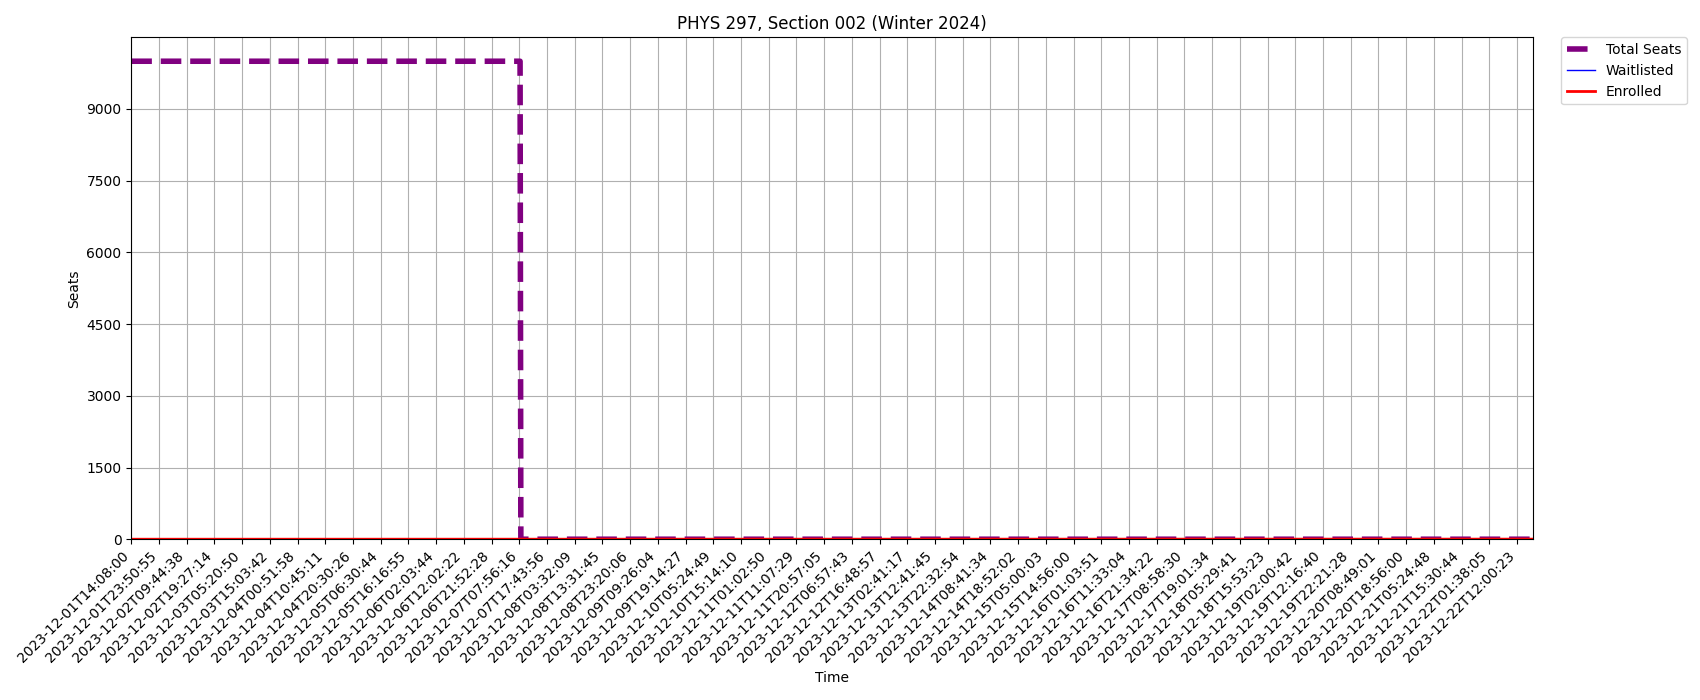 PHYS 297, Section 002 (Winter 2024)
Total Seats
Waitlisted
Enrolled
Seats
9000
7500
6000
4500
3000
1500
0
2023-12-01T14:08:00
2023-12-01T23:50:55
2023-12-02T09:44:38
2023-12-02T19:27:14
2023-12-03T05:20:50
2023-12-03T15:03:42
2023-12-04T00:51:58
2023-12-04T10:45:11
2023-12-04T20:30:26
2023-12-05T06:30:44
2023-12-05T16:16:55
2023-12-06T02:03:44
2023-12-06T12:02:22
2023-12-06T21:52:28
2023-12-07T07:56:16
2023-12-07T17:43:56
2023-12-08T03:32:09
2023-12-08T13:31:45
2023-12-08T23:20:06
2023-12-09T09:26:04
2023-12-09T19:14:27
2023-12-10T05:24:49
2023-12-10T15:14:10
2023-12-11T01:02:50
2023-12-11T11:07:29
2023-12-11T20:57:05
2023-12-12T06:57:43
2023-12-12T16:48:57
2023-12-13T02:41:17
2023-12-13T12:41:45
2023-12-13T22:32:54
2023-12-14T08:41:34
2023-12-14T18:52:02
2023-12-15T05:00:03
2023-12-15T14:56:00
2023-12-16T01:03:51
2023-12-16T11:33:04
2023-12-16T21:34:22
2023-12-17T08:58:30
2023-12-17T19:01:34
2023-12-18T05:29:41
2023-12-18T15:53:23
2023-12-19T02:00:42
2023-12-19T12:16:40
2023-12-19T22:21:28
2023-12-20T08:49:01
2023-12-20T18:56:00
2023-12-21T05:24:48
2023-12-21T15:30:44
2023-12-22T01:38:05
2023-12-22T12:00:23
Time